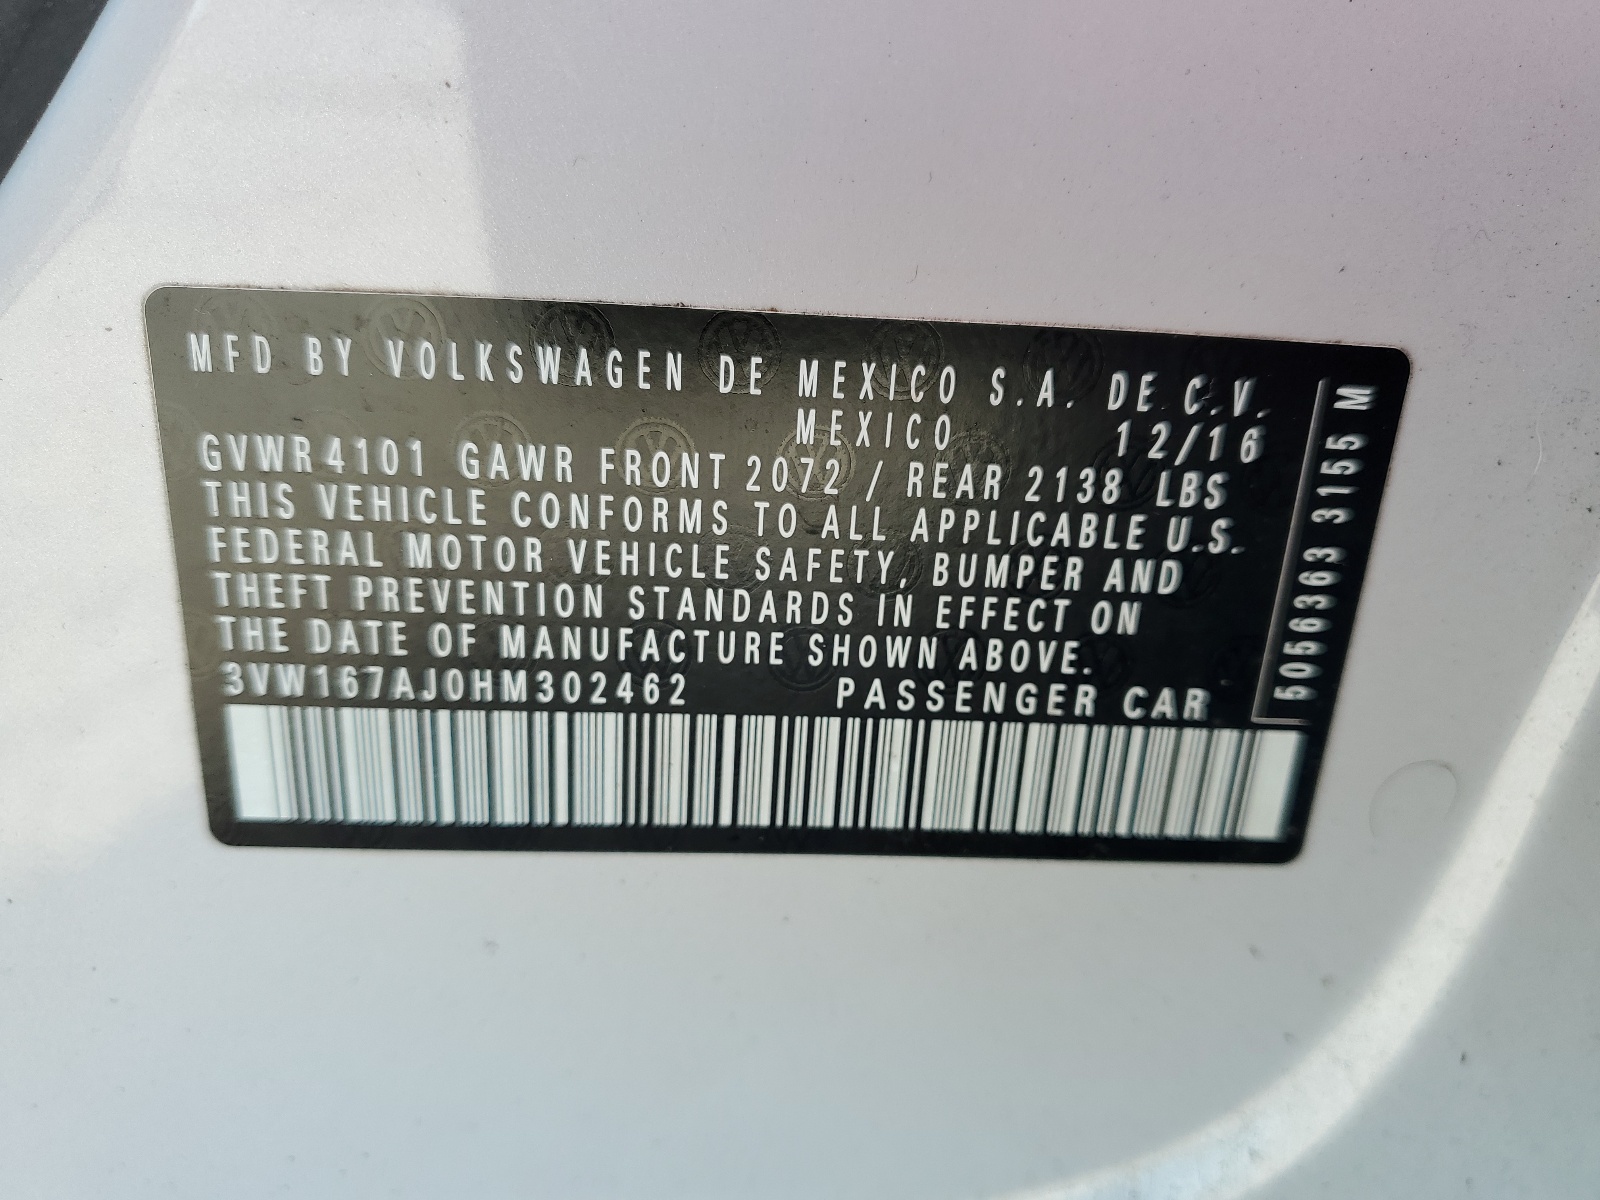 MFD BY VOLKSWAGEN DE MEXICO S.A. DE C.V.
MEXICO 12/16
GVWR 4101 GAWR FRONT 2072 / REAR 2138 LBS
THIS VEHICLE CONFORMS TO ALL APPLICABLE U.S.
FEDERAL MOTOR VEHICLE SAFETY, BUMPER AND
THEFT PREVENTION STANDARDS IN EFFECT ON
THE DATE OF MANUFACTURE SHOWN ABOVE.
3VW167AJ0HM302462 PASSENGER CAR
5056363 3155 M